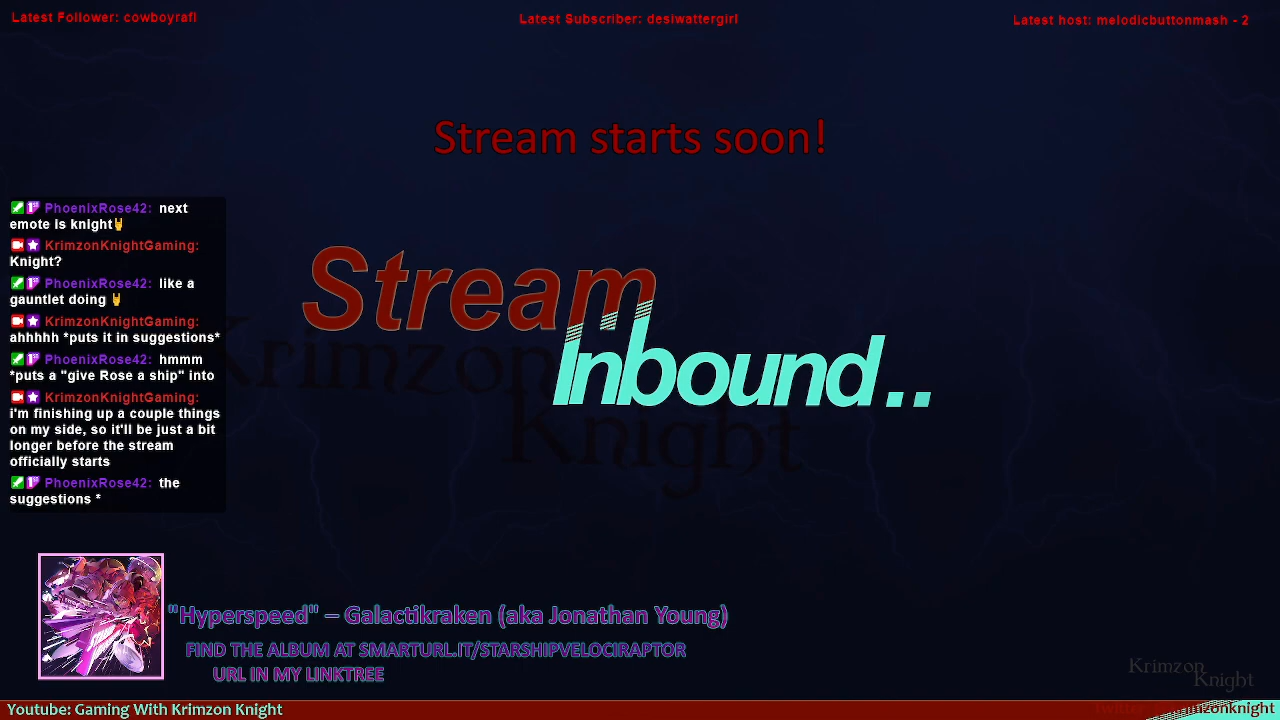 Latest Follower: cowboyrafi
Latest Subscriber: desiwattergirl
Latest host: melodicbuttonmash - 2
Stream starts soon!
PhoenixRose42: next
emote is knight🤘
KrimzonKnightGaming:
Knight?
PhoenixRose42: like a
gauntlet doing 🤘
KrimzonKnightGaming:
ahhhhh *puts it in suggestions*
PhoenixRose42: hmmm
*puts a "give Rose a ship" into
KrimzonKnightGaming:
i'm finishing up a couple things
on my side, so it'll be just a bit
longer before the stream
officially starts
PhoenixRose42: the
suggestions *
Stream
Inbound..
Krimzon
Knight
"Hyperspeed" – Galactikraken (aka Jonathan Young)
FIND THE ALBUM AT SMARTURL.IT/STARSHIPVELOCIRAPTOR
URL IN MY LINKTREE
Krimzon
Knight
Youtube: Gaming With Krimzon Knight